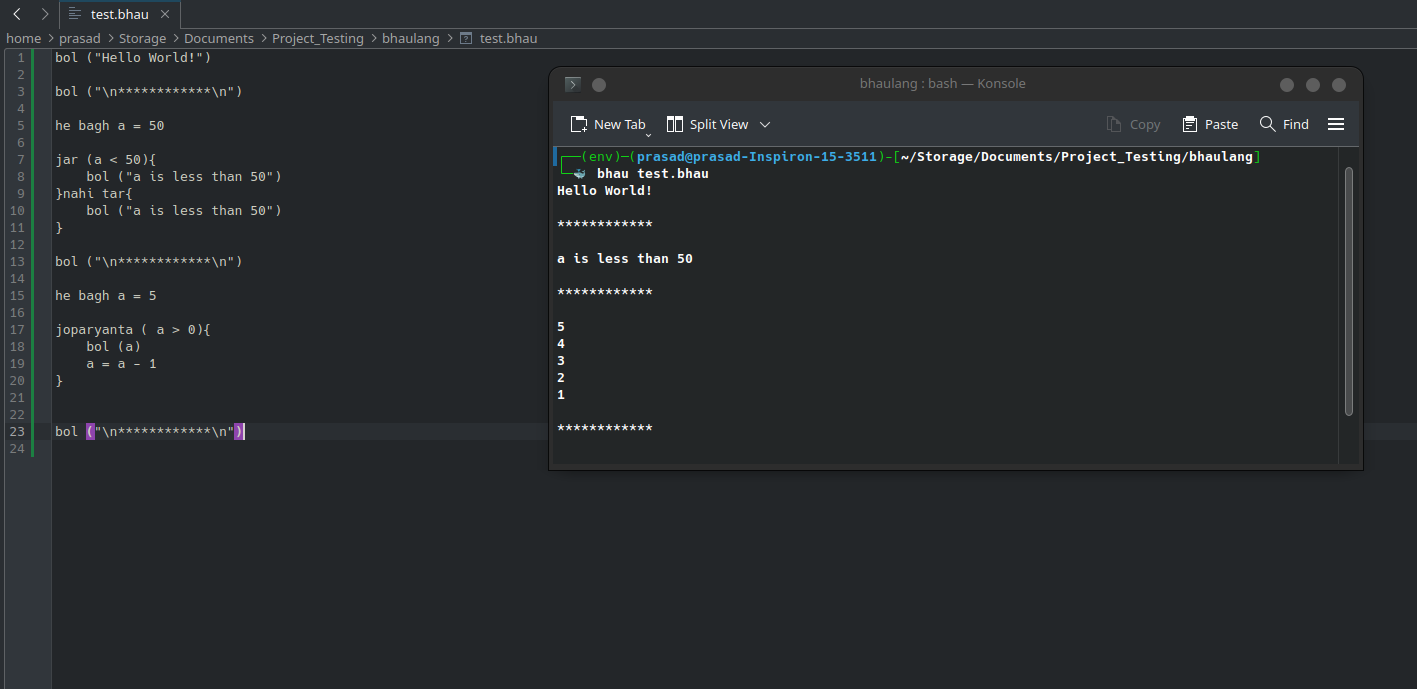 test.bhau
home > prasad > Storage > Documents > Project_Testing > bhaulang > test.bhau
1 bol ("Hello World!")
2
3 bol ("\n************\n")
4
5 he bagh a = 50
6
7 jar (a < 50){
8     bol ("a is less than 50")
9 }nahi tar{
10     bol ("a is less than 50")
11 }
12
13 bol ("\n************\n")
14
15 he bagh a = 5
16
17 joparyanta ( a > 0){
18     bol (a)
19     a = a - 1
20 }
21
22
23 bol ("\n************\n")
24
bhaulang : bash — Konsole
New Tab Split View Copy Paste Find
┌──(env)─(prasad@prasad-Inspiron-15-3511)-[~/Storage/Documents/Project_Testing/bhaulang]
└─🐳 bhau test.bhau
Hello World!
************
a is less than 50
************
5
4
3
2
1
************